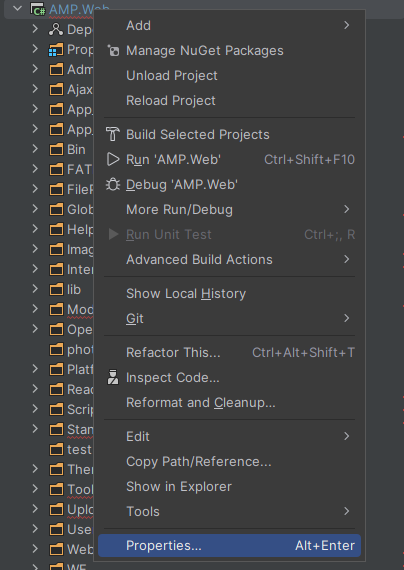 C# AMP.Web
Add
Depe
Manage NuGet Packages
Prop
Unload Project
Adm
Ajax
Reload Project
App_
App_
Build Selected Projects
Bin
Run 'AMP.Web' Ctrl+Shift+F10
FAT
Debug 'AMP.Web'
FileP
Glob
More Run/Debug
Help
Run Unit Test Ctrl+;, R
Imag
Advanced Build Actions
Inter
lib
Show Local History
Mod
Git
Ope
phot
Refactor This... Ctrl+Alt+Shift+T
Platf
Inspect Code...
Read
Reformat and Cleanup...
Scrip
Stan
Edit
test
Copy Path/Reference...
Ther
Show in Explorer
Tool
Tools
Uplo
Use
Properties... Alt+Enter
Web
WF